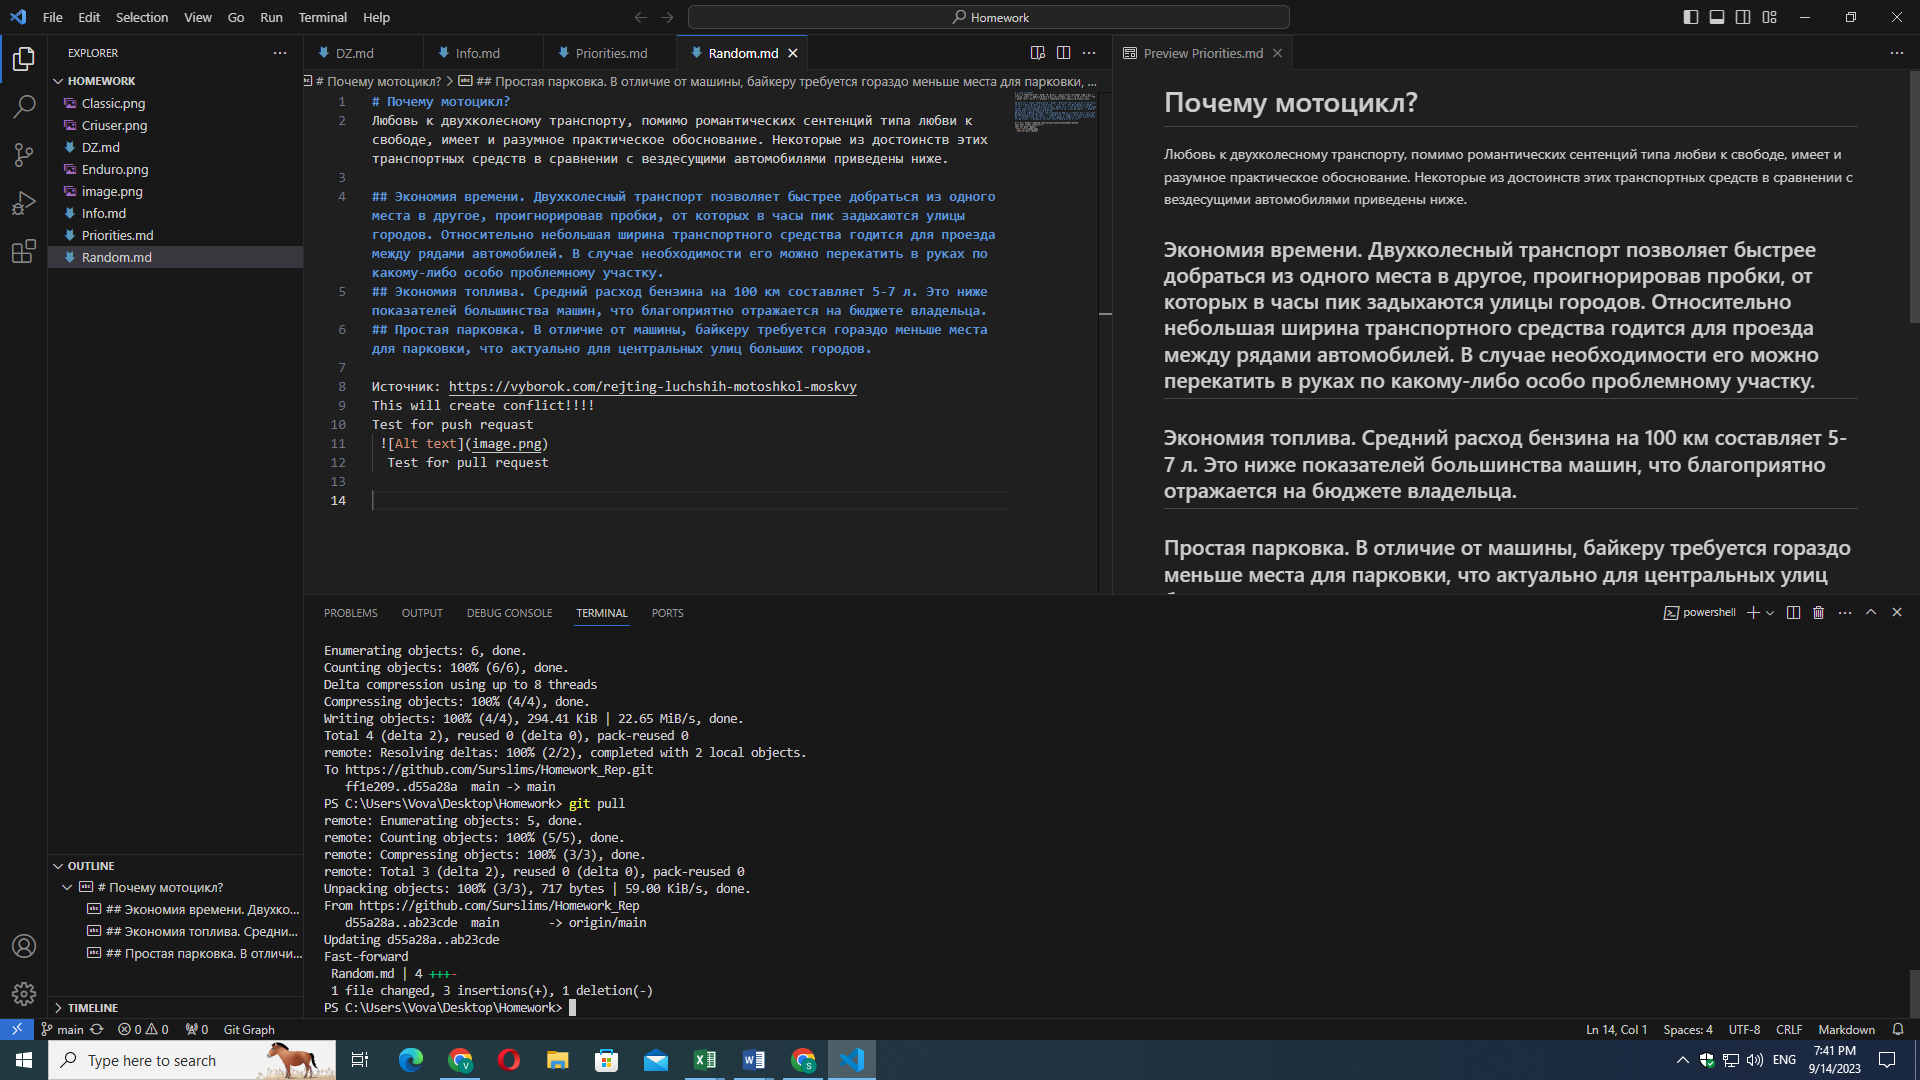 File Edit Selection View Go Run Terminal Help
Homework
EXPLORER
HOMEWORK
Classic.png
Criuser.png
DZ.md
Enduro.png
image.png
Info.md
Priorities.md
Random.md
OUTLINE
# Почему мотоцикл?
## Экономия времени. Двухко...
## Экономия топлива. Средни...
## Простая парковка. В отличи...
TIMELINE
DZ.md Info.md Priorities.md Random.md
# Почему мотоцикл? > ## Простая парковка. В отличие от машины, байкеру требуется гораздо меньше места для парковки, ...
1 # Почему мотоцикл?
2 Любовь к двухколесному транспорту, помимо романтических сентенций типа любви к
свободе, имеет и разумное практическое обоснование. Некоторые из достоинств этих
транспортных средств в сравнении с вездесущими автомобилями приведены ниже.
3
4 ## Экономия времени. Двухколесный транспорт позволяет быстрее добраться из одного
места в другое, проигнорировав пробки, от которых в часы пик задыхаются улицы
городов. Относительно небольшая ширина транспортного средства годится для проезда
между рядами автомобилей. В случае необходимости его можно перекатить в руках по
какому-либо особо проблемному участку.
5 ## Экономия топлива. Средний расход бензина на 100 км составляет 5-7 л. Это ниже
показателей большинства машин, что благоприятно отражается на бюджете владельца.
6 ## Простая парковка. В отличие от машины, байкеру требуется гораздо меньше места
для парковки, что актуально для центральных улиц больших городов.
7
8 Источник: https://vyborok.com/rejting-luchshih-motoshkol-moskvy
9 This will create conflict!!!!
10 Test for push requast
11 ![Alt text](image.png)
12 Test for pull request
13
14
Preview Priorities.md
Почему мотоцикл?
Любовь к двухколесному транспорту, помимо романтических сентенций типа любви к свободе, имеет и
разумное практическое обоснование. Некоторые из достоинств этих транспортных средств в сравнении с
вездесущими автомобилями приведены ниже.
Экономия времени. Двухколесный транспорт позволяет быстрее
добраться из одного места в другое, проигнорировав пробки, от
которых в часы пик задыхаются улицы городов. Относительно
небольшая ширина транспортного средства годится для проезда
между рядами автомобилей. В случае необходимости его можно
перекатить в руках по какому-либо особо проблемному участку.
Экономия топлива. Средний расход бензина на 100 км составляет 5-
7 л. Это ниже показателей большинства машин, что благоприятно
отражается на бюджете владельца.
Простая парковка. В отличие от машины, байкеру требуется гораздо
меньше места для парковки, что актуально для центральных улиц
PROBLEMS OUTPUT DEBUG CONSOLE TERMINAL PORTS
powershell
Enumerating objects: 6, done.
Counting objects: 100% (6/6), done.
Delta compression using up to 8 threads
Compressing objects: 100% (4/4), done.
Writing objects: 100% (4/4), 294.41 KiB | 22.65 MiB/s, done.
Total 4 (delta 2), reused 0 (delta 0), pack-reused 0
remote: Resolving deltas: 100% (2/2), completed with 2 local objects.
To https://github.com/Surslims/Homework_Rep.git
ff1e209..d55a28a main -> main
PS C:\Users\Vova\Desktop\Homework> git pull
remote: Enumerating objects: 5, done.
remote: Counting objects: 100% (5/5), done.
remote: Compressing objects: 100% (3/3), done.
remote: Total 3 (delta 2), reused 0 (delta 0), pack-reused 0
Unpacking objects: 100% (3/3), 717 bytes | 59.00 KiB/s, done.
From https://github.com/Surslims/Homework_Rep
d55a28a..ab23cde main -> origin/main
Updating d55a28a..ab23cde
Fast-forward
Random.md | 4 +++-
1 file changed, 3 insertions(+), 1 deletion(-)
PS C:\Users\Vova\Desktop\Homework>
main 0 0 0 Git Graph
Ln 14, Col 1 Spaces: 4 UTF-8 CRLF Markdown
Type here to search
ENG
7:41 PM
9/14/2023